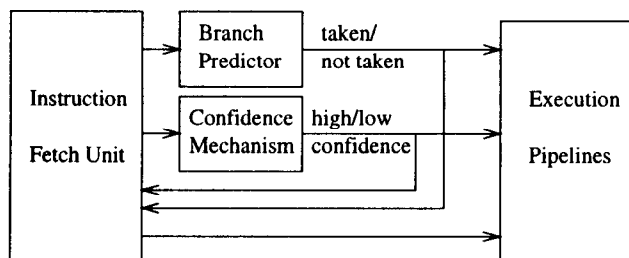 Instruction
Fetch Unit
Branch
Predictor
taken/
not taken
Confidence
Mechanism
high/low
confidence
Execution
Pipelines